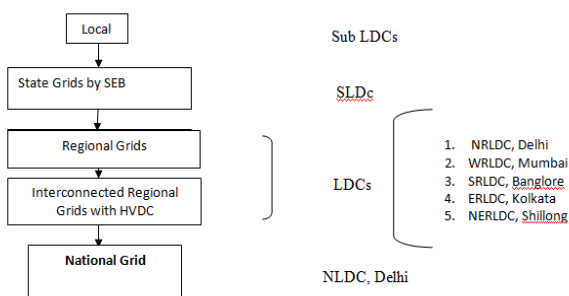 Local
Sub LDCs
State Grids by SEB
SLDc
Regional Grids
Interconnected Regional
Grids with HVDC
LDCs
1. NRLDC, Delhi
2. WRLDC, Mumbai
3. SRLDC, Banglore
4. ERLDC, Kolkata
5. NERLDC, Shillong
National Grid
NLDC, Delhi